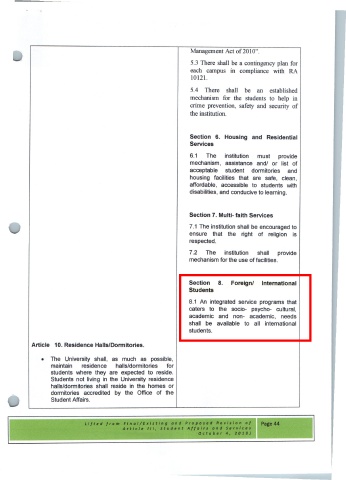 Management Act of 2010".
5.3 There shall be a contingency plan for
each campus in compliance with RA
10121.
5.4 There shall be an established
mechanism for the students to help in
crime prevention, safety and security of
the institution.
Section 6. Housing and Residential
Services
6.1 The institution must provide
mechanism, assistance and/ or list of
acceptable student dormitories and
housing facilities that are safe, clean,
affordable, accessable to students with
disabilities, and conducive to learning.
Section 7. Multi- faith Services
7.1 The institution shall be encouraged to
ensure that the right of religion is
respected.
7.2 The institution shall provide
mechanism for the use of facilities.
Section 8. Foreign/ International
Students
8.1 An integrated service programs that
caters to the socio- psycho- cultural,
academic and non- academic, needs
shall be available to all international
students.
Article 10. Residence Halls/Dormitories.
• The University shall, as much as possible,
maintain residence halls/dormities for
students where they are expected to reside.
Students not living in the University residence
halls/dormitories shall reside in the homes or
dormitories accredited by the Office of the
Student Affairs.
Lifted from Final/Existing and Proposed Revision of
Article III, Student Affairs and Services
October 4, 2013|
Page 44